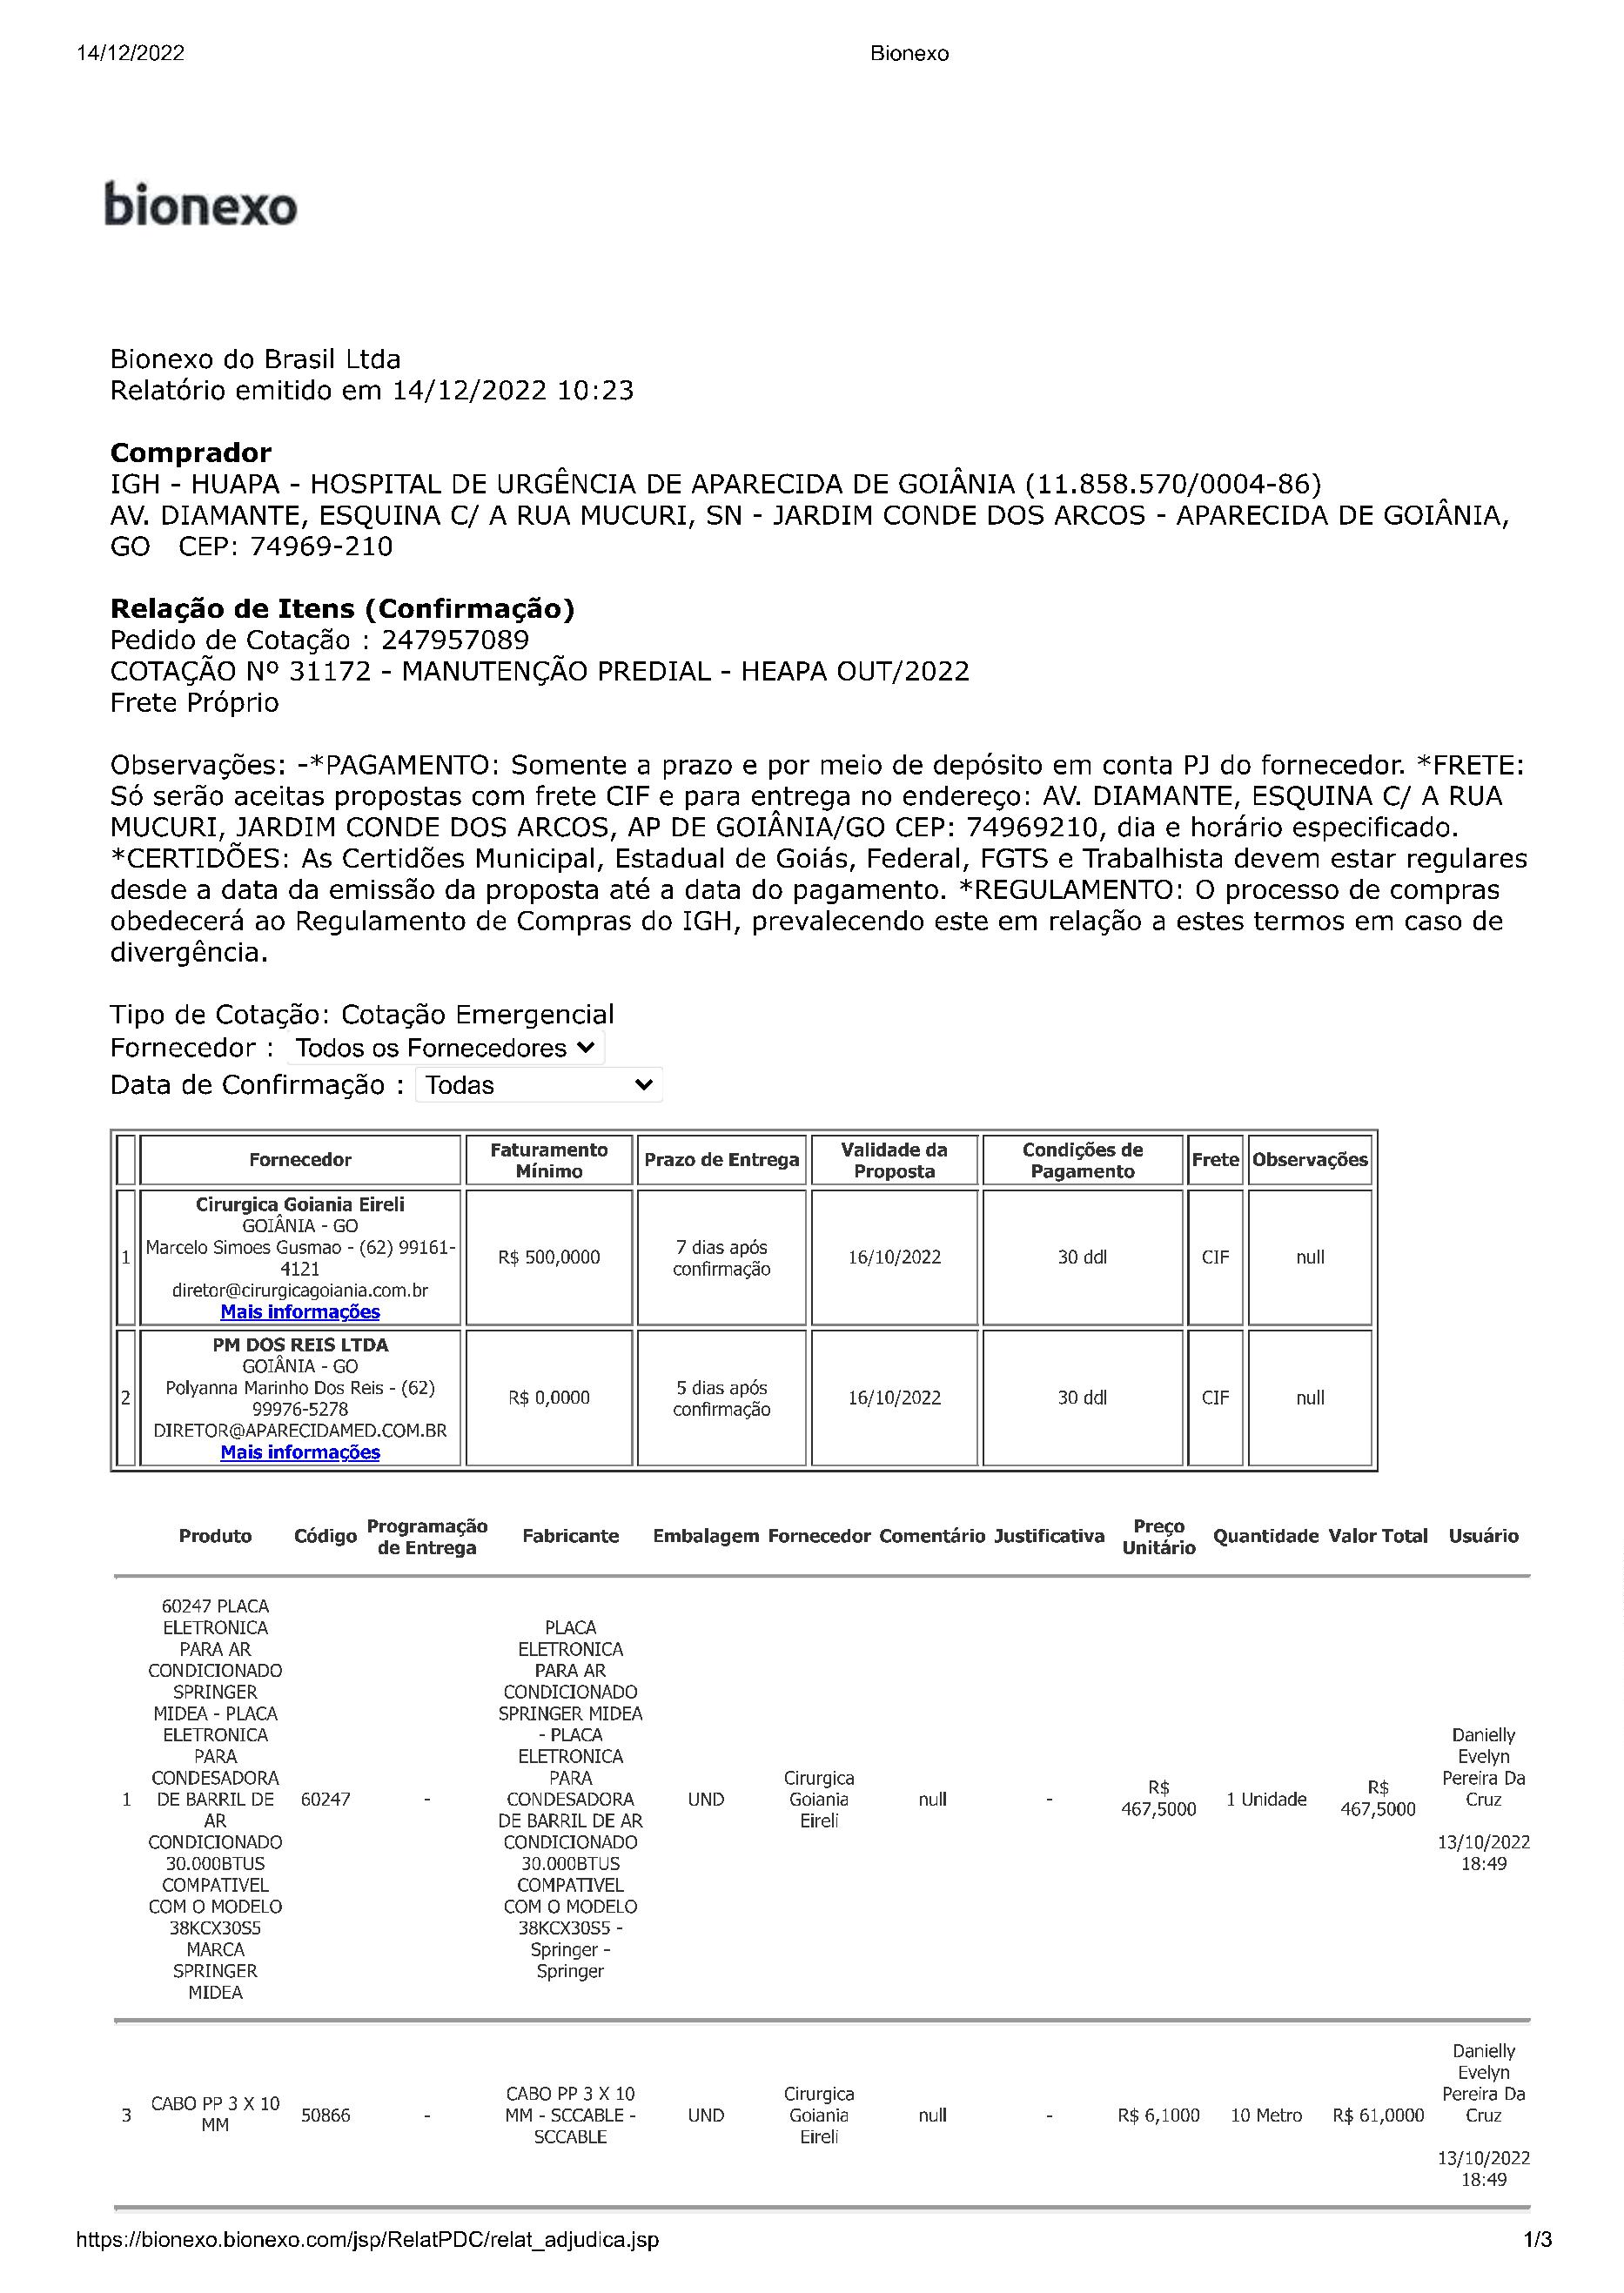 14/12/2022
Bionexo
bionexo
Bionexo do Brasil Ltda
Relatório emitido em 14/12/2022 10:23
Comprador
IGH - HUAPA - HOSPITAL DE URGÊNCIA DE APARECIDA DE GOIÂNIA (11.858.570/0004-86)
AV. DIAMANTE, ESQUINA C/ A RUA MUCURI, SN - JARDIM CONDE DOS ARCOS - APARECIDA DE GOIÂNIA,
GO CEP: 74969-210
Relação de Itens (Confirmação)
Pedido de Cotação : 247957089
COTAÇÃO Nº 31172 - MANUTENÇÃO PREDIAL - HEAPA OUT/2022
Frete Próprio
Observações: -*PAGAMENTO: Somente a prazo e por meio de depósito em conta PJ do fornecedor. *FRETE:
Só serão aceitas propostas com frete CIF e para entrega no endereço: AV. DIAMANTE, ESQUINA C/ A RUA
MUCURI, JARDIM CONDE DOS ARCOS, AP DE GOIÂNIA/GO CEP: 74969210, dia e horário especificado.
*CERTIDÕES: As Certidões Municipal, Estadual de Goiás, Federal, FGTS e Trabalhista devem estar regulares
desde a data da emissão da proposta até a data do pagamento. *REGULAMENTO: O processo de compras
obedecerá ao Regulamento de Compras do IGH, prevalecendo este em relação a estes termos em caso de
divergência.
Tipo de Cotação: Cotação Emergencial
Fornecedor : Todos os Fornecedores
Data de Confirmação : Todas
Fornecedor
Faturamento
Mínimo
Prazo de Entrega
Validade da
Proposta
Condições de
Pagamento
Frete
Observações
1
Cirurgica Goiania Eireli
GOIÂNIA - GO
Marcelo Simoes Gusmao - (62) 99161-
4121
diretor@cirurgicagoiania.com.br
Mais informações
R$ 500,0000
7 dias após
confirmação
16/10/2022
30 ddl
CIF
null
2
PM DOS REIS LTDA
GOIÂNIA - GO
Polyanna Marinho Dos Reis - (62)
99976-5278
DIRETOR@APARECIDAMED.COM.BR
Mais informações
R$ 0,0000
5 dias após
confirmação
16/10/2022
30 ddl
CIF
null
Produto
Código
Programação
de Entrega
Fabricante
Embalagem
Fornecedor
Comentário
Justificativa
Preço
Unitário
Quantidade
Valor Total
Usuário
1
60247 PLACA
ELETRONICA
PARA AR
CONDICIONADO
SPRINGER
MIDEA - PLACA
ELETRONICA
PARA
CONDESADORA
DE BARRIL DE
AR
CONDICIONADO
30.000BTUS
COMPATIVEL
COM O MODELO
38KCX30S5
MARCA
SPRINGER
MIDEA
60247
-
PLACA
ELETRONICA
PARA AR
CONDICIONADO
SPRINGER MIDEA
- PLACA
ELETRONICA
PARA
CONDESADORA
DE BARRIL DE AR
CONDICIONADO
30.000BTUS
COMPATIVEL
COM O MODELO
38KCX30S5 -
Springer -
Springer
UND
Cirurgica
Goiania
Eireli
null
-
R$
467,5000
1 Unidade
R$
467,5000
Danielly
Evelyn
Pereira Da
Cruz
13/10/2022
18:49
3
CABO PP 3 X 10
MM
50866
-
CABO PP 3 X 10
MM - SCCABLE -
SCCABLE
UND
Cirurgica
Goiania
Eireli
null
-
R$ 6,1000
10 Metro
R$ 61,0000
Danielly
Evelyn
Pereira Da
Cruz
13/10/2022
18:49
https://bionexo.bionexo.com/jsp/RelatPDC/relat_adjudica.jsp
1/3